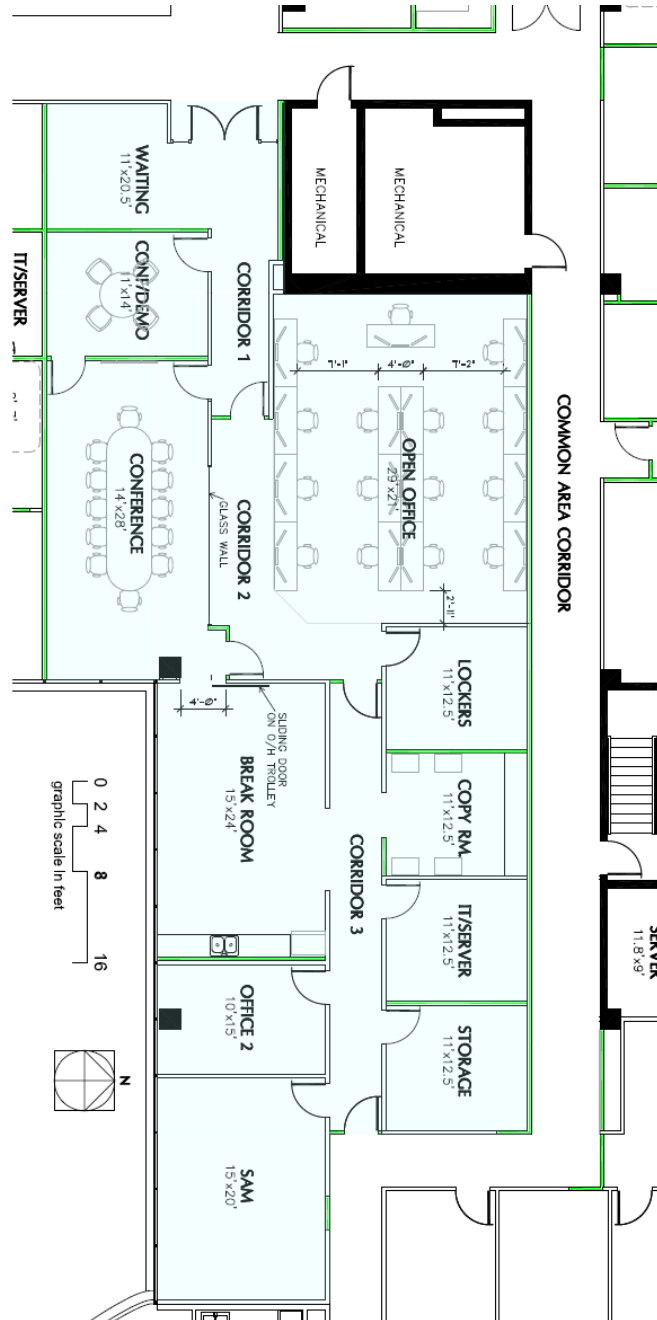 WAITING
11'x20.5'
MECHANICAL
MECHANICAL
CONF/DEMO
11'x14'
IT/SERVER
CORRIDOR 1
7'-1"
4'-0"
7'-2"
COMMON AREA CORRIDOR
OPEN OFFICE
29'x21'
CONFERENCE
14'x28'
GLASS WALL
CORRIDOR 2
2'-11"
LOCKERS
11'x12.5'
4'-0"
SLIDING DOOR
ON O/H TROLLEY
BREAK ROOM
15'x24'
COPY RM.
11'x12.5'
0 2 4 8 16
graphic scale in feet
CORRIDOR 3
IT/SERVER
11'x12.5'
SERVER
11.8'x9'
OFFICE 2
10'x15'
STORAGE
11'x12.5'
N
SAM
15'x20'